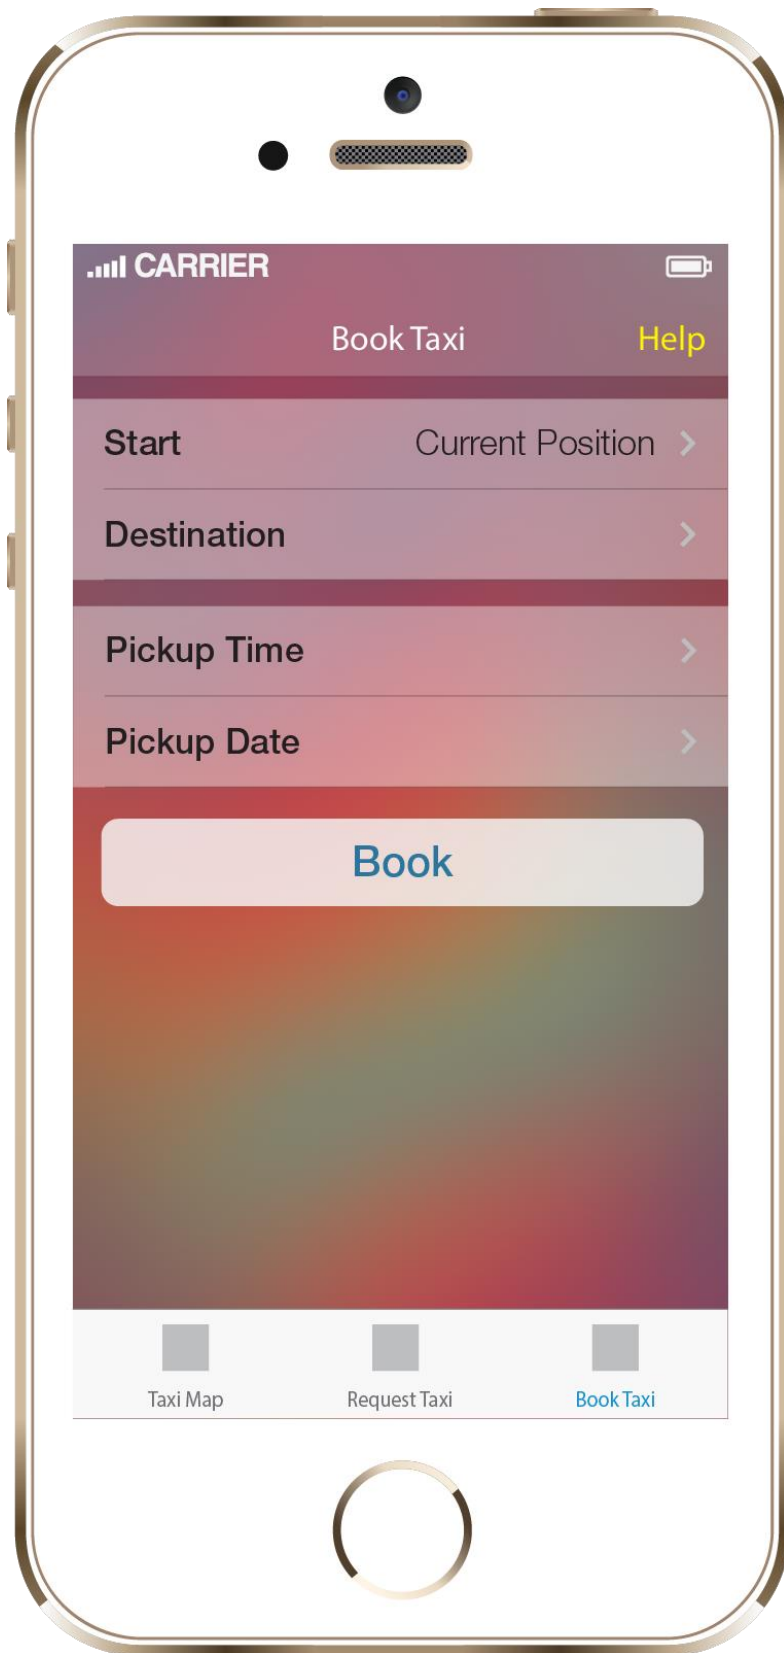 CARRIER
Book Taxi Help
Start Current Position
Destination
Pickup Time
Pickup Date
Book
Taxi Map Request Taxi Book Taxi